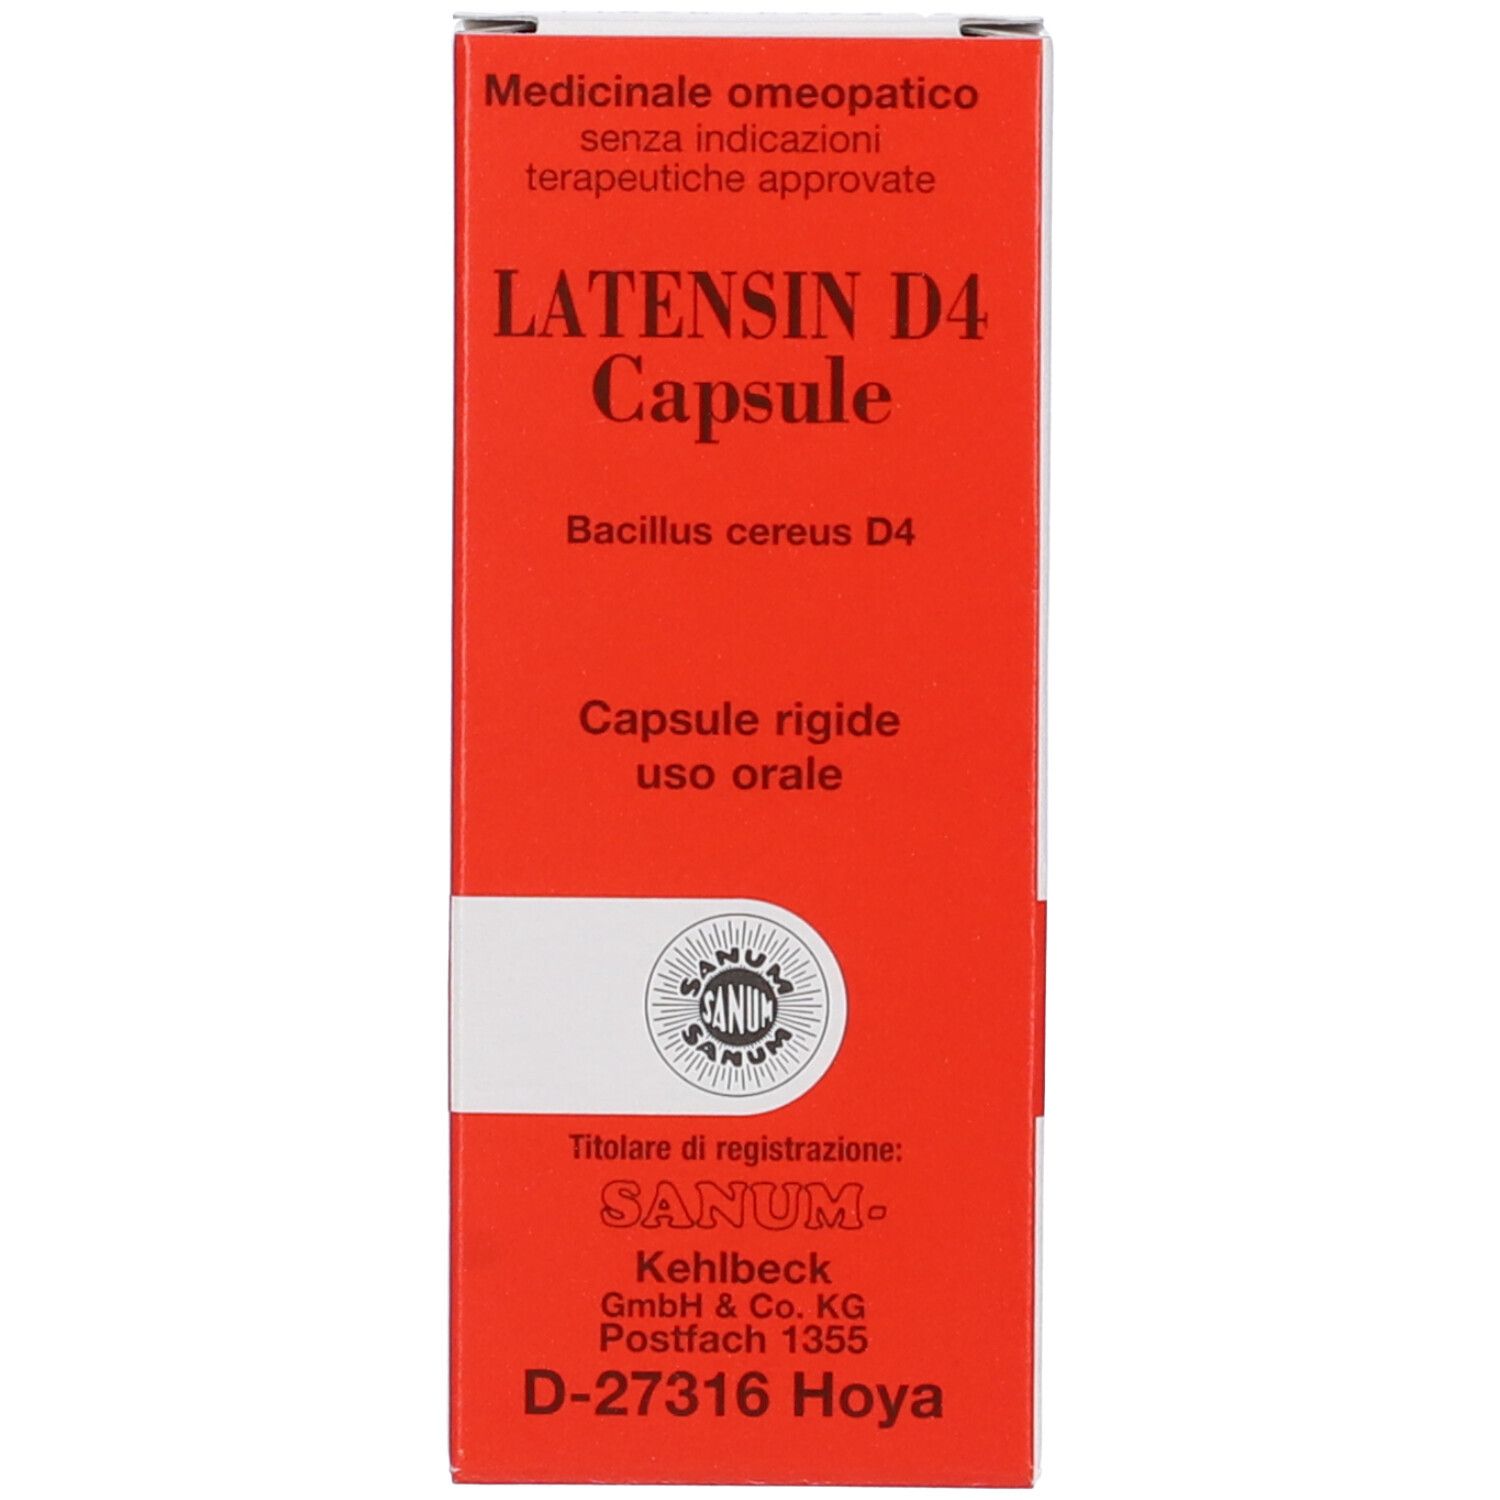 Medicinale omeopatico
senza indicazioni
terapeutiche approvate
LATENSIN D4
Capsule
Bacillus cereus D4
Capsule rigide
uso orale
SANUM
SANUM
SANUM
Titolare di registrazione:
SANUM-
Kehlbeck
GmbH & Co. KG
Postfach 1355
D-27316 Hoya